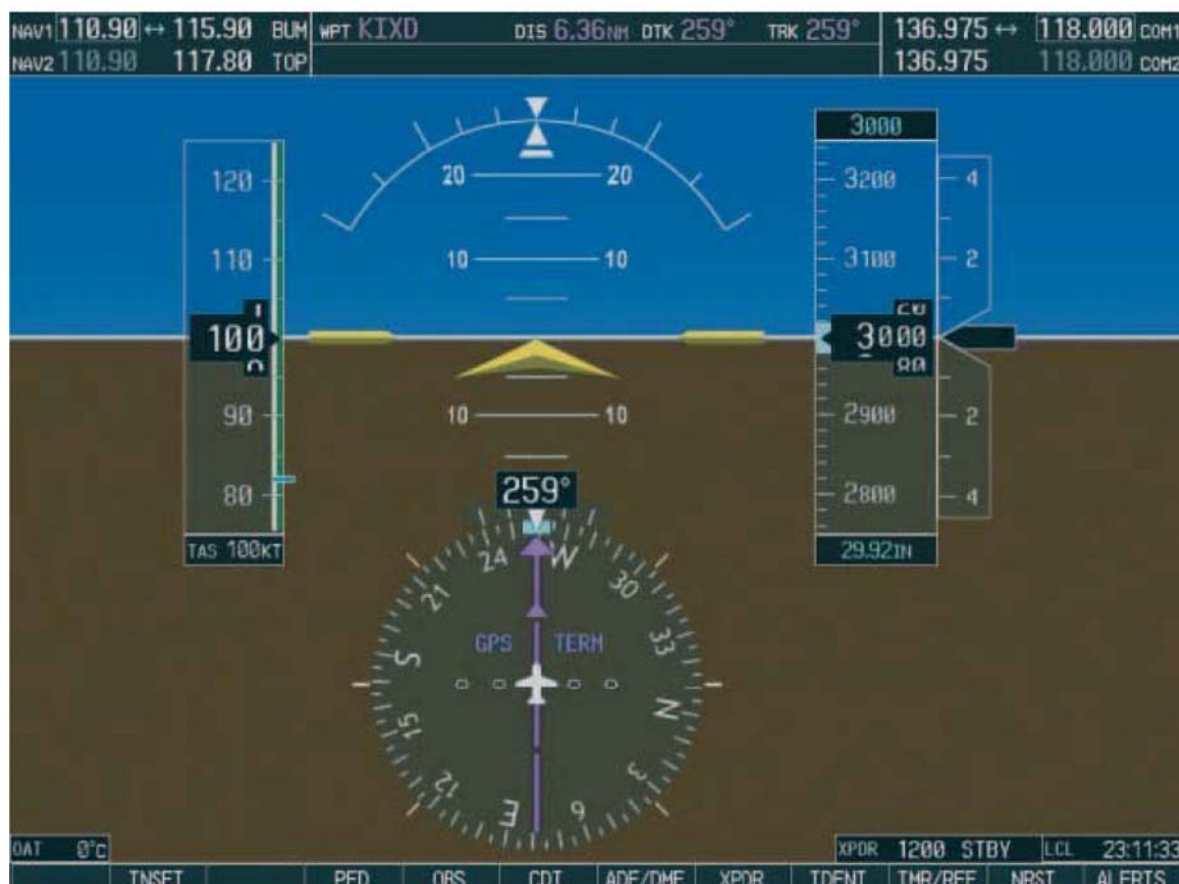 NAV1 110.90 ↔ 115.90 BUM WPT KIXD DIS 6.36NM DTK 259° TRK 259° 136.975 ↔ 118.000 COM1
NAV2 110.90 117.80 TOP 136.975 118.000 COM2
3000
120 20 20 3200 4
110 10 10 3100 2
20
100 3000
80
90 10 10 2900 2
80 259° 2800 4
TAS 100KT 29.92IN
24 W
21 30
GPS TERM 33
S
N
15
12 3
E 6
OAT 0°C XPDR 1200 STBY LCL 23:11:33
INSET PFD OBS CDI ADF/DME XPDR IDENT TMR/REF NRST ALERTS